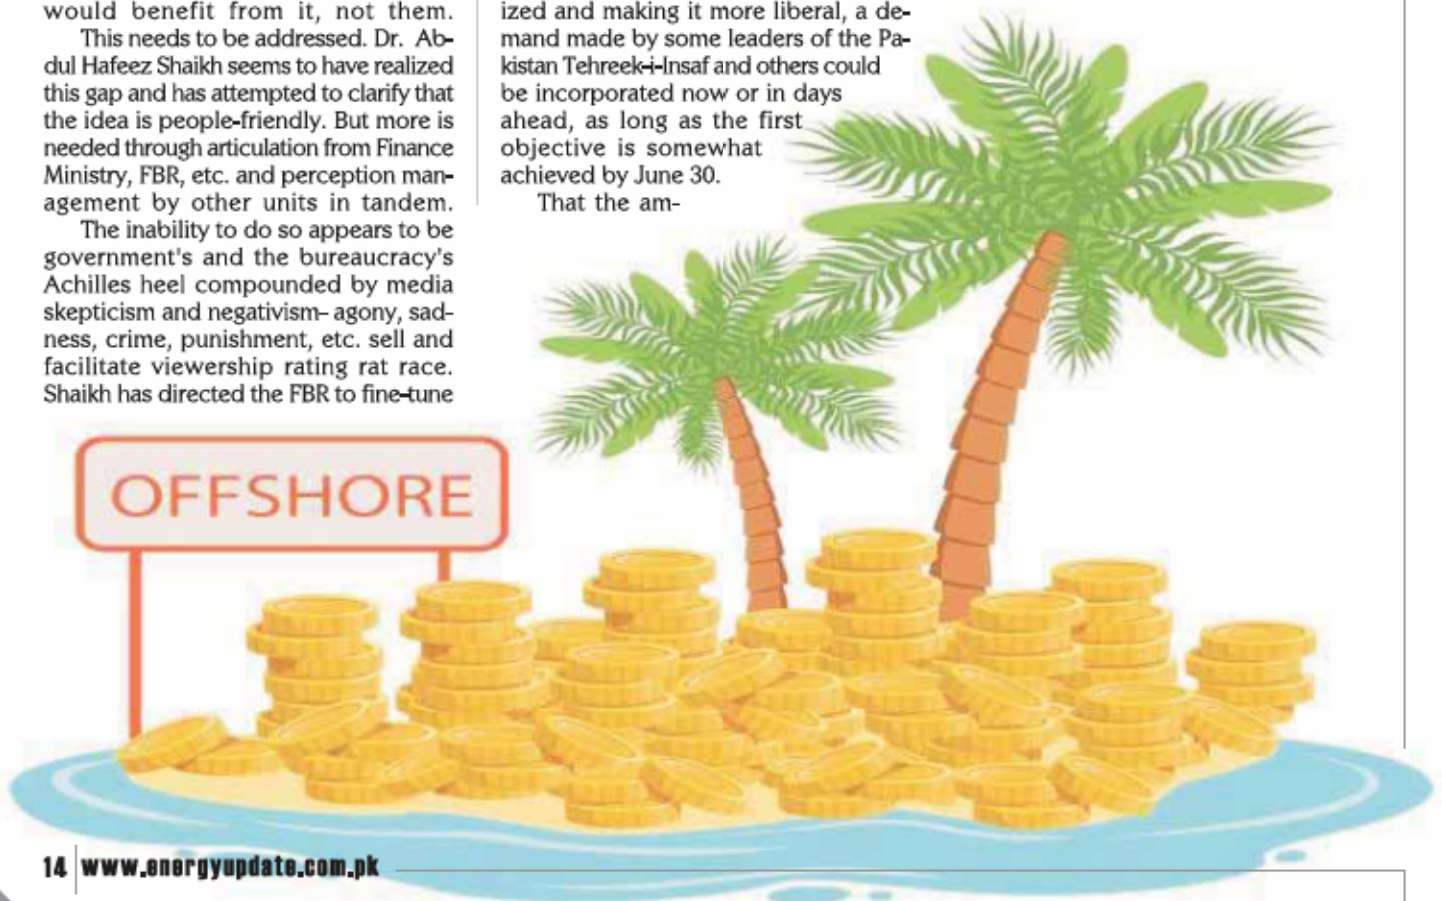 would benefit from it, not them.
This needs to be addressed. Dr. Ab-
dul Hafeez Shaikh seems to have realized
this gap and has attempted to clarify that
the idea is people-friendly. But more is
needed through articulation from Finance
Ministry, FBR, etc. and perception man-
agement by other units in tandem.
The inability to do so appears to be
government's and the bureaucracy's
Achilles heel compounded by media
skepticism and negativism– agony, sad-
ness, crime, punishment, etc. sell and
facilitate viewership rating rat race.
Shaikh has directed the FBR to fine-tune
ized and making it more liberal, a de-
mand made by some leaders of the Pa-
kistan Tehreek-i-Insaf and others could
be incorporated now or in days
ahead, as long as the first
objective is somewhat
achieved by June 30.
That the am-
OFFSHORE
14 www.energyupdate.com.pk